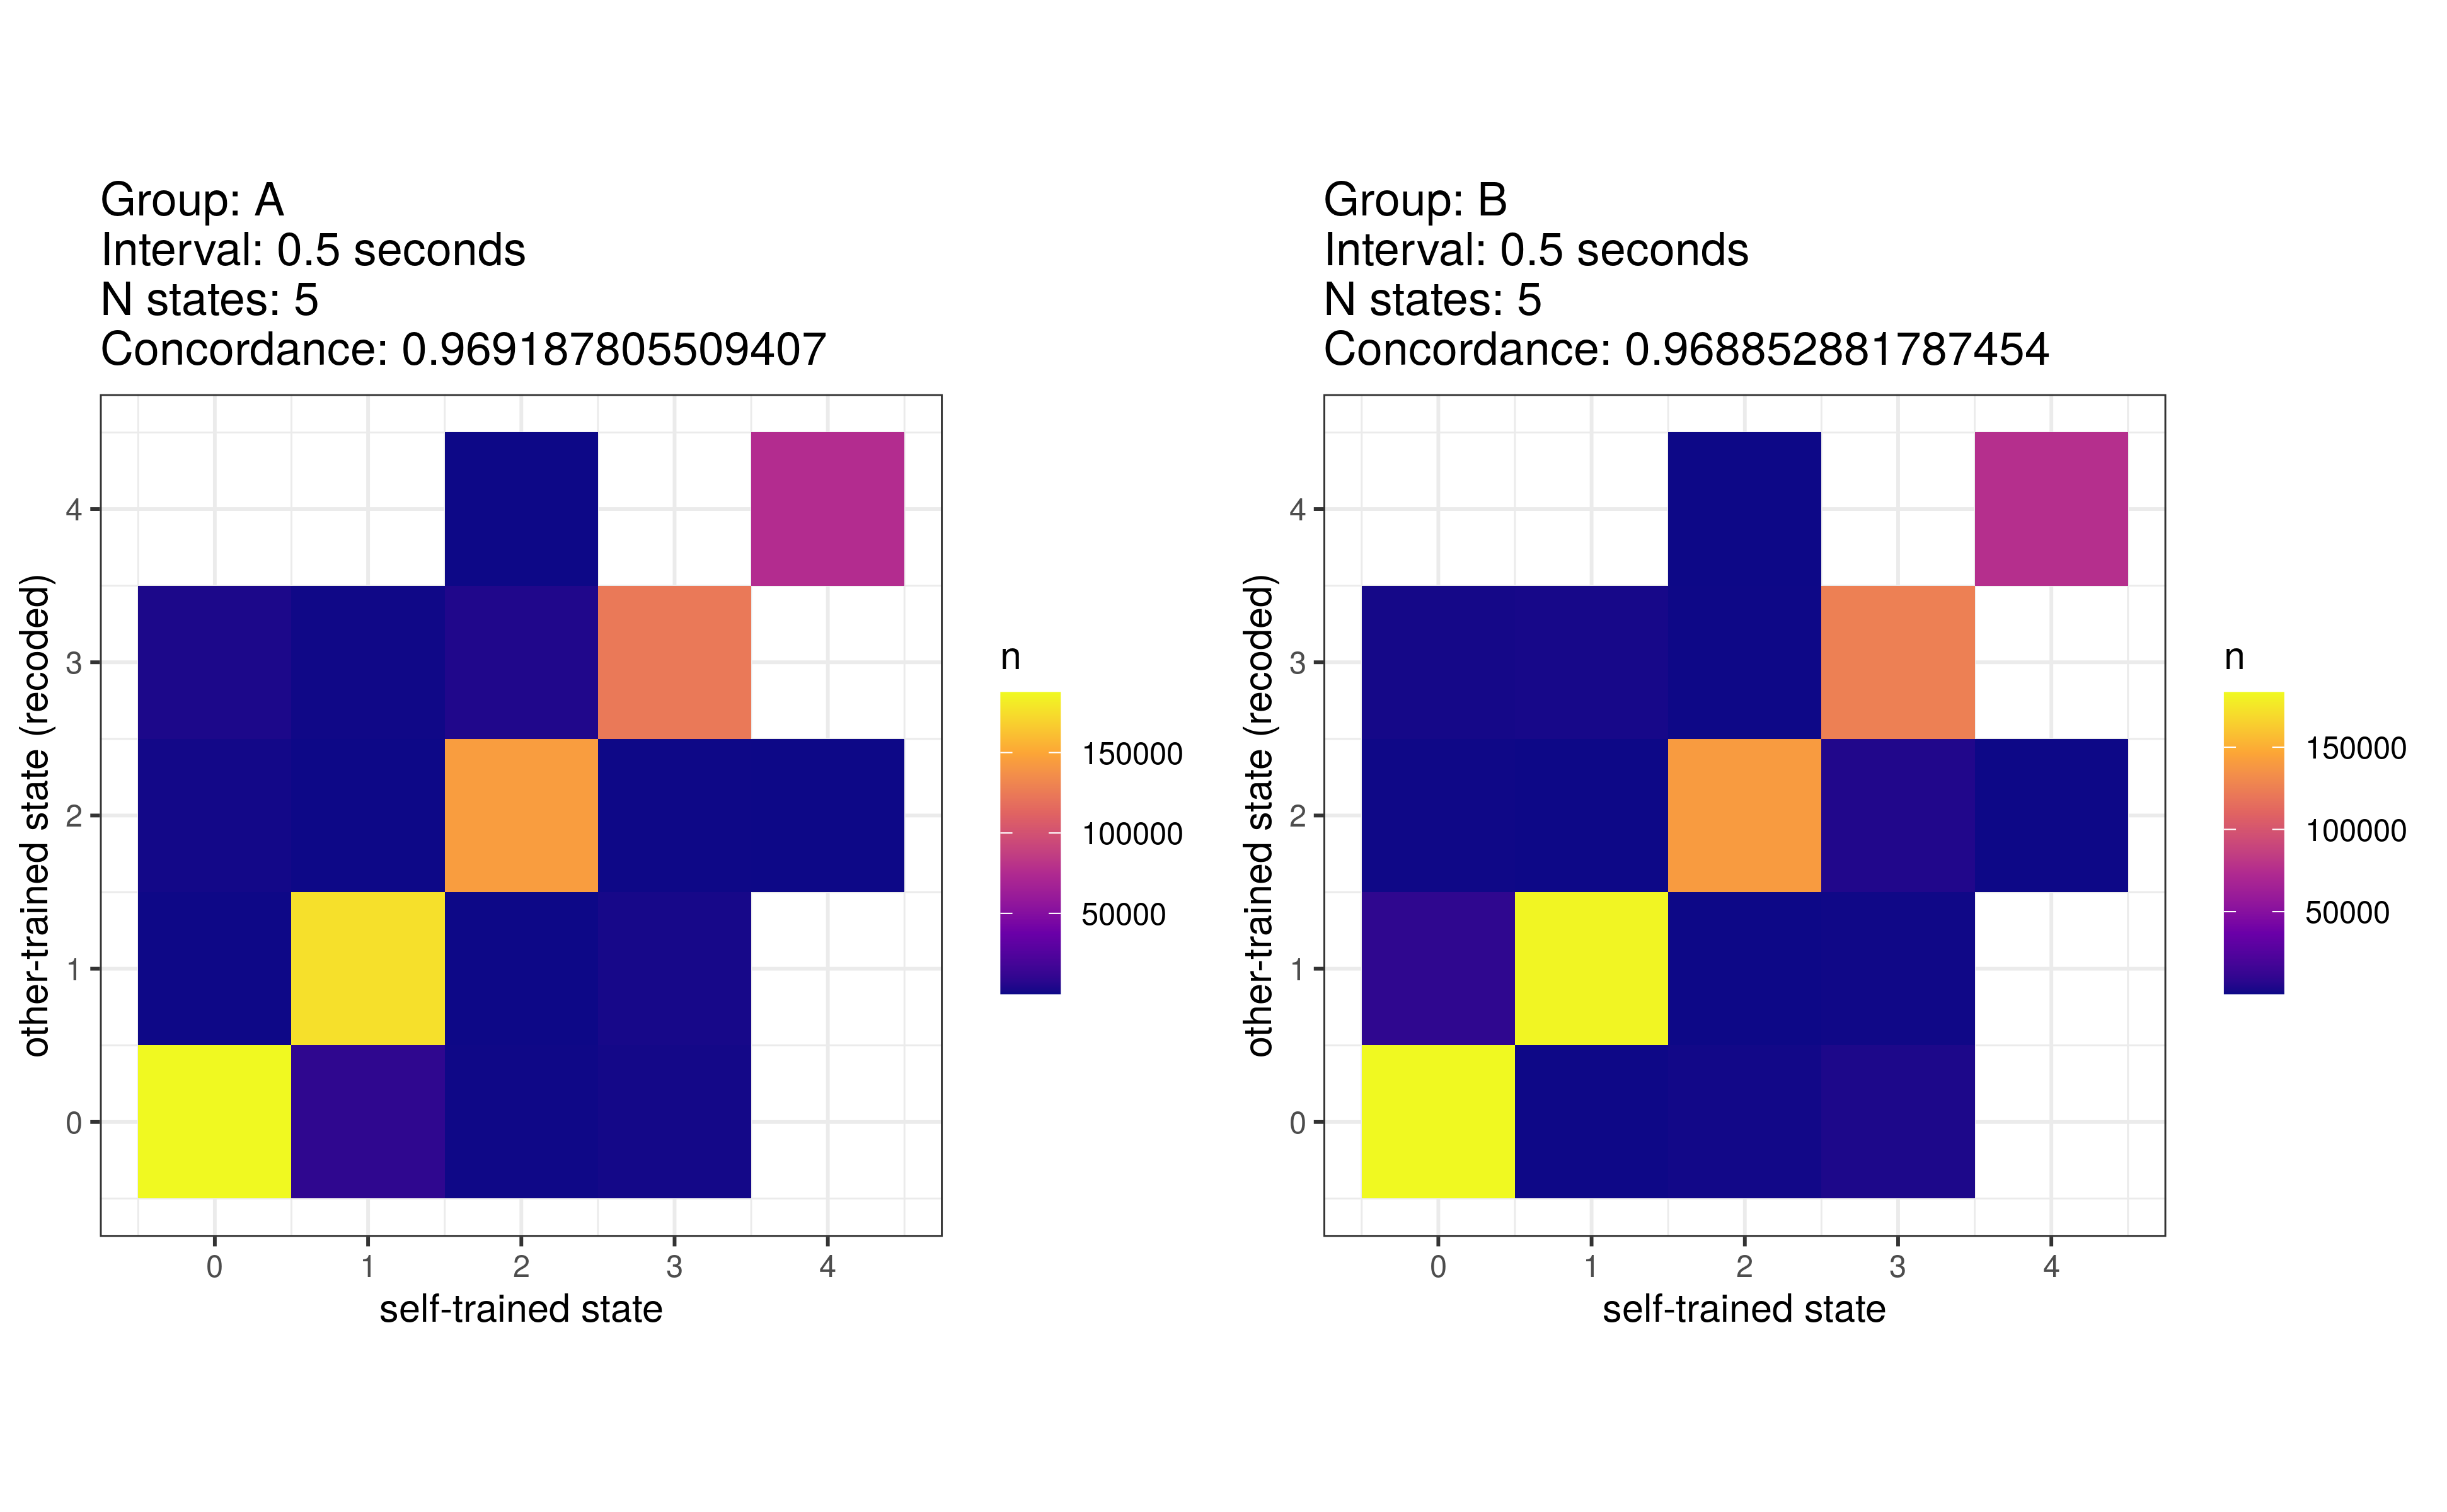 Group: A
Interval: 0.5 seconds
N states: 5
Concordance: 0.969187805509407
other-trained state (recoded)
4
3
2
1
0
0 1 2 3 4
self-trained state
n
150000
100000
50000
Group: B
Interval: 0.5 seconds
N states: 5
Concordance: 0.968852881787454
other-trained state (recoded)
4
3
2
1
0
0 1 2 3 4
self-trained state
n
150000
100000
50000